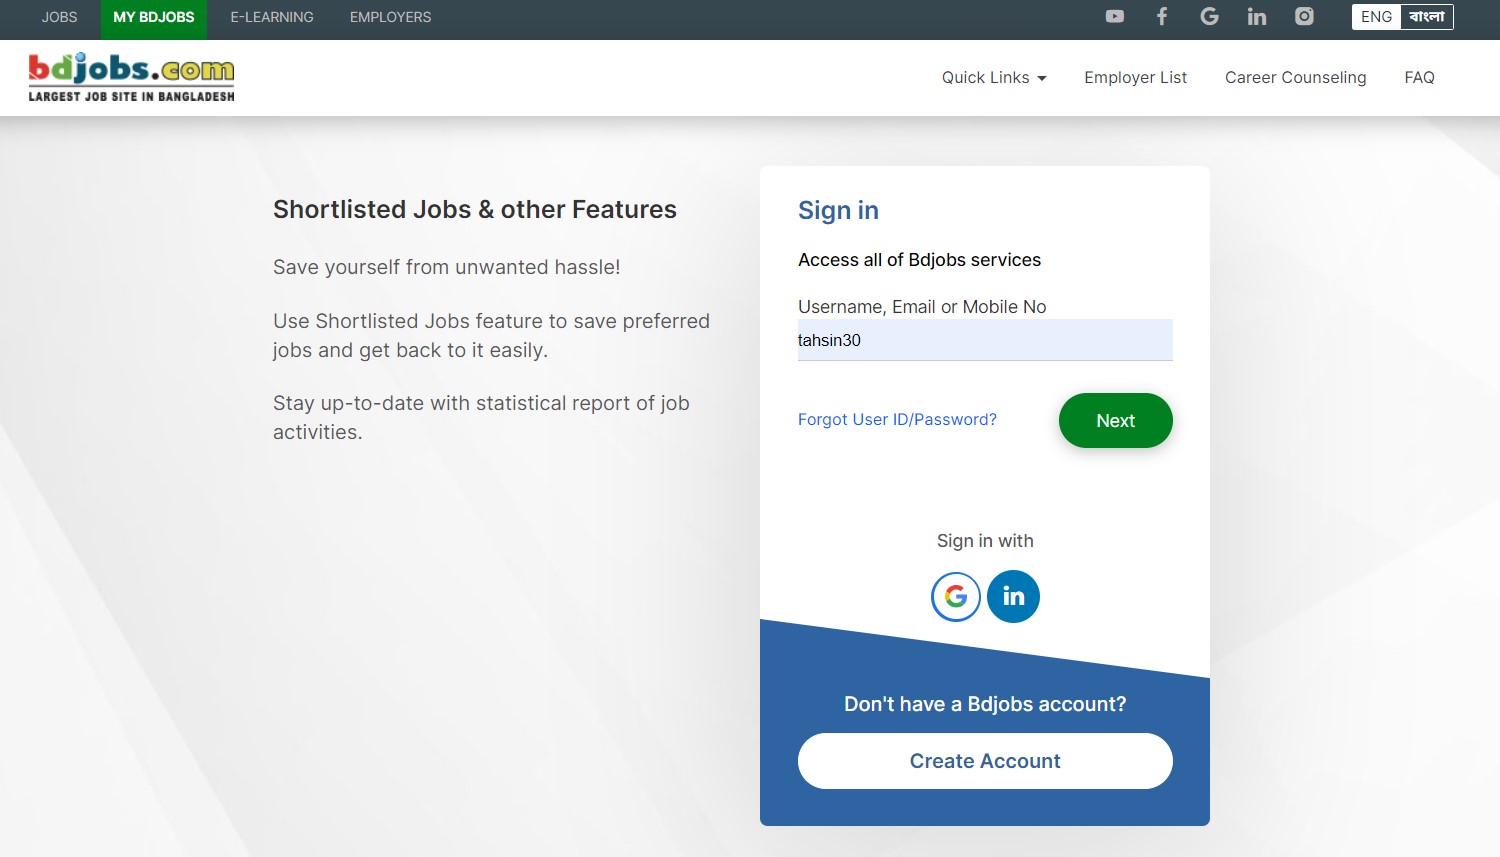 JOBS MY BDJOBS E-LEARNING EMPLOYERS ENG বাংলা
bdjobs.com
LARGEST JOB SITE IN BANGLADESH
Quick Links Employer List Career Counseling FAQ
Shortlisted Jobs & other Features
Save yourself from unwanted hassle!
Use Shortlisted Jobs feature to save preferred
jobs and get back to it easily.
Stay up-to-date with statistical report of job
activities.
Sign in
Access all of Bdjobs services
Username, Email or Mobile No
tahsin30
Forgot User ID/Password? Next
Sign in with
Don't have a Bdjobs account?
Create Account